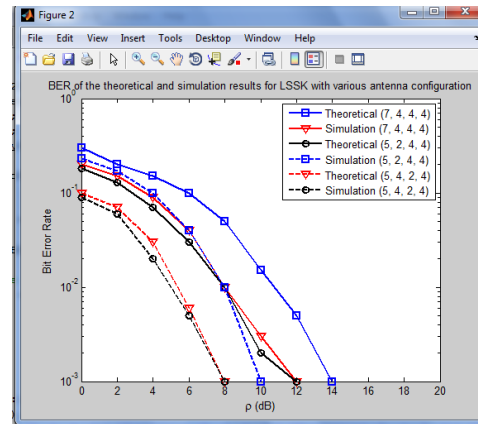 Figure 2
File Edit View Insert Tools Desktop Window Help
BER of the theoretical and simulation results for LSSK with various antenna configuration
10^0
10^-1
10^-2
10^-3
Bit Error Rate
0 2 4 6 8 10 12 14 16 18 20
ρ (dB)
Theoretical (7, 4, 4, 4)
Simulation (7, 4, 4, 4)
Theoretical (5, 2, 4, 4)
Simulation (5, 2, 4, 4)
Theoretical (5, 4, 2, 4)
Simulation (5, 4, 2, 4)